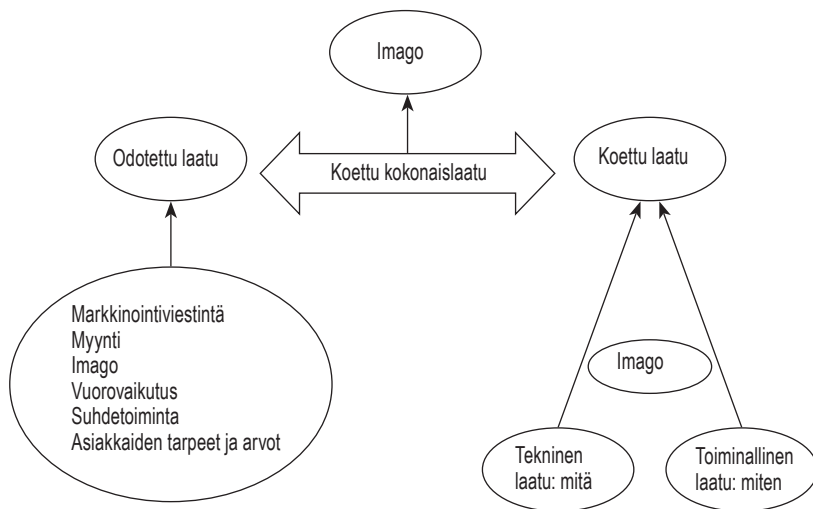 Imago
Odotettu laatu
Koettu kokonaislaatu
Koettu laatu
Markkinointiviestintä
Myynti
Imago
Vuorovaikutus
Suhdetoiminta
Asiakkaiden tarpeet ja arvot
Imago
Tekninen
laatu: mitä
Toiminallinen
laatu: miten